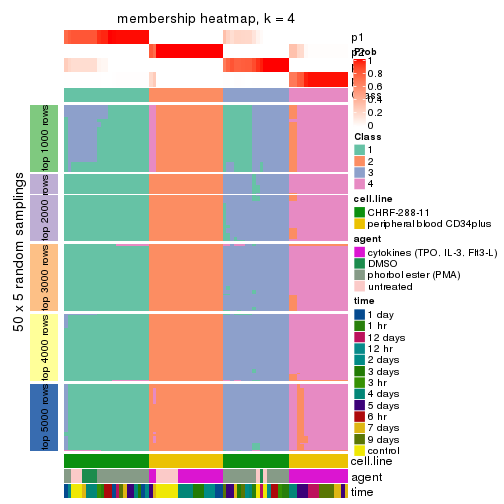 membership heatmap, k = 4
p1
p2
Prob
1
0.8
0.6
0.4
0.2
0
Class
1
2
3
4
cell.line
CHRF-288-11
peripheral blood CD34plus
agent
cytokines (TPO, IL-3, Flt3-L)
DMSO
phorbol ester (PMA)
untreated
time
1 day
1 hr
12 days
12 hr
2 days
3 days
3 hr
4 days
5 days
6 hr
7 days
9 days
control
50 x 5 random samplings
top 1000 rows
top 2000 rows
top 3000 rows
top 4000 rows
top 5000 rows
cell.line
agent
time